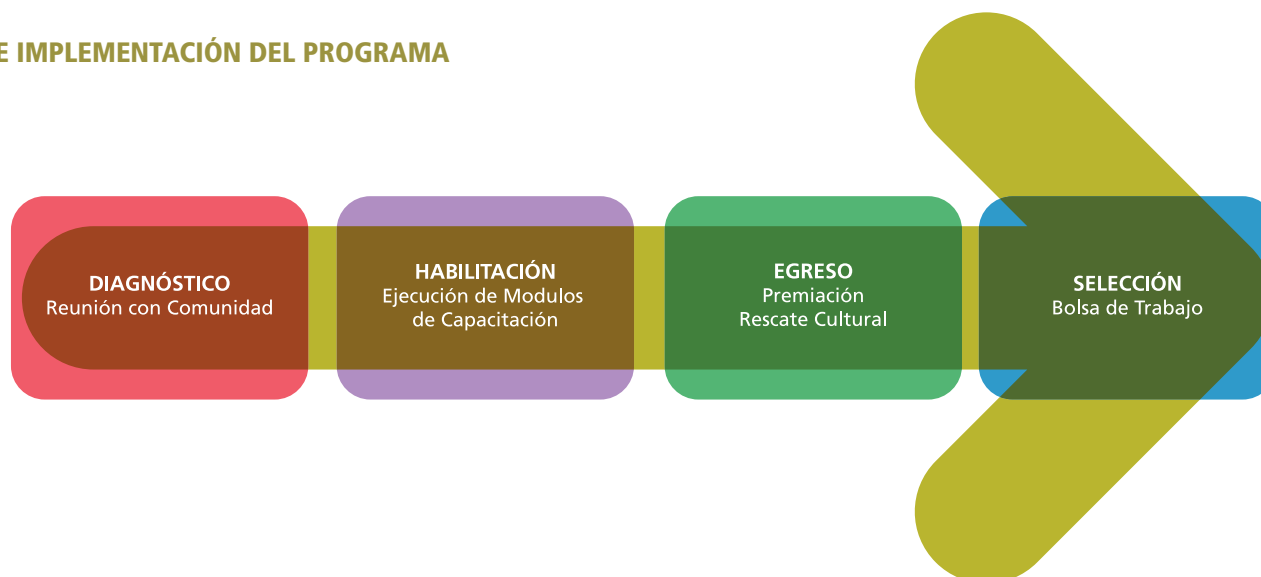 E IMPLEMENTACIÓN DEL PROGRAMA
DIAGNÓSTICO
Reunión con Comunidad
HABILITACIÓN
Ejecución de Modulos
de Capacitación
EGRESO
Premiación
Rescate Cultural
SELECCIÓN
Bolsa de Trabajo